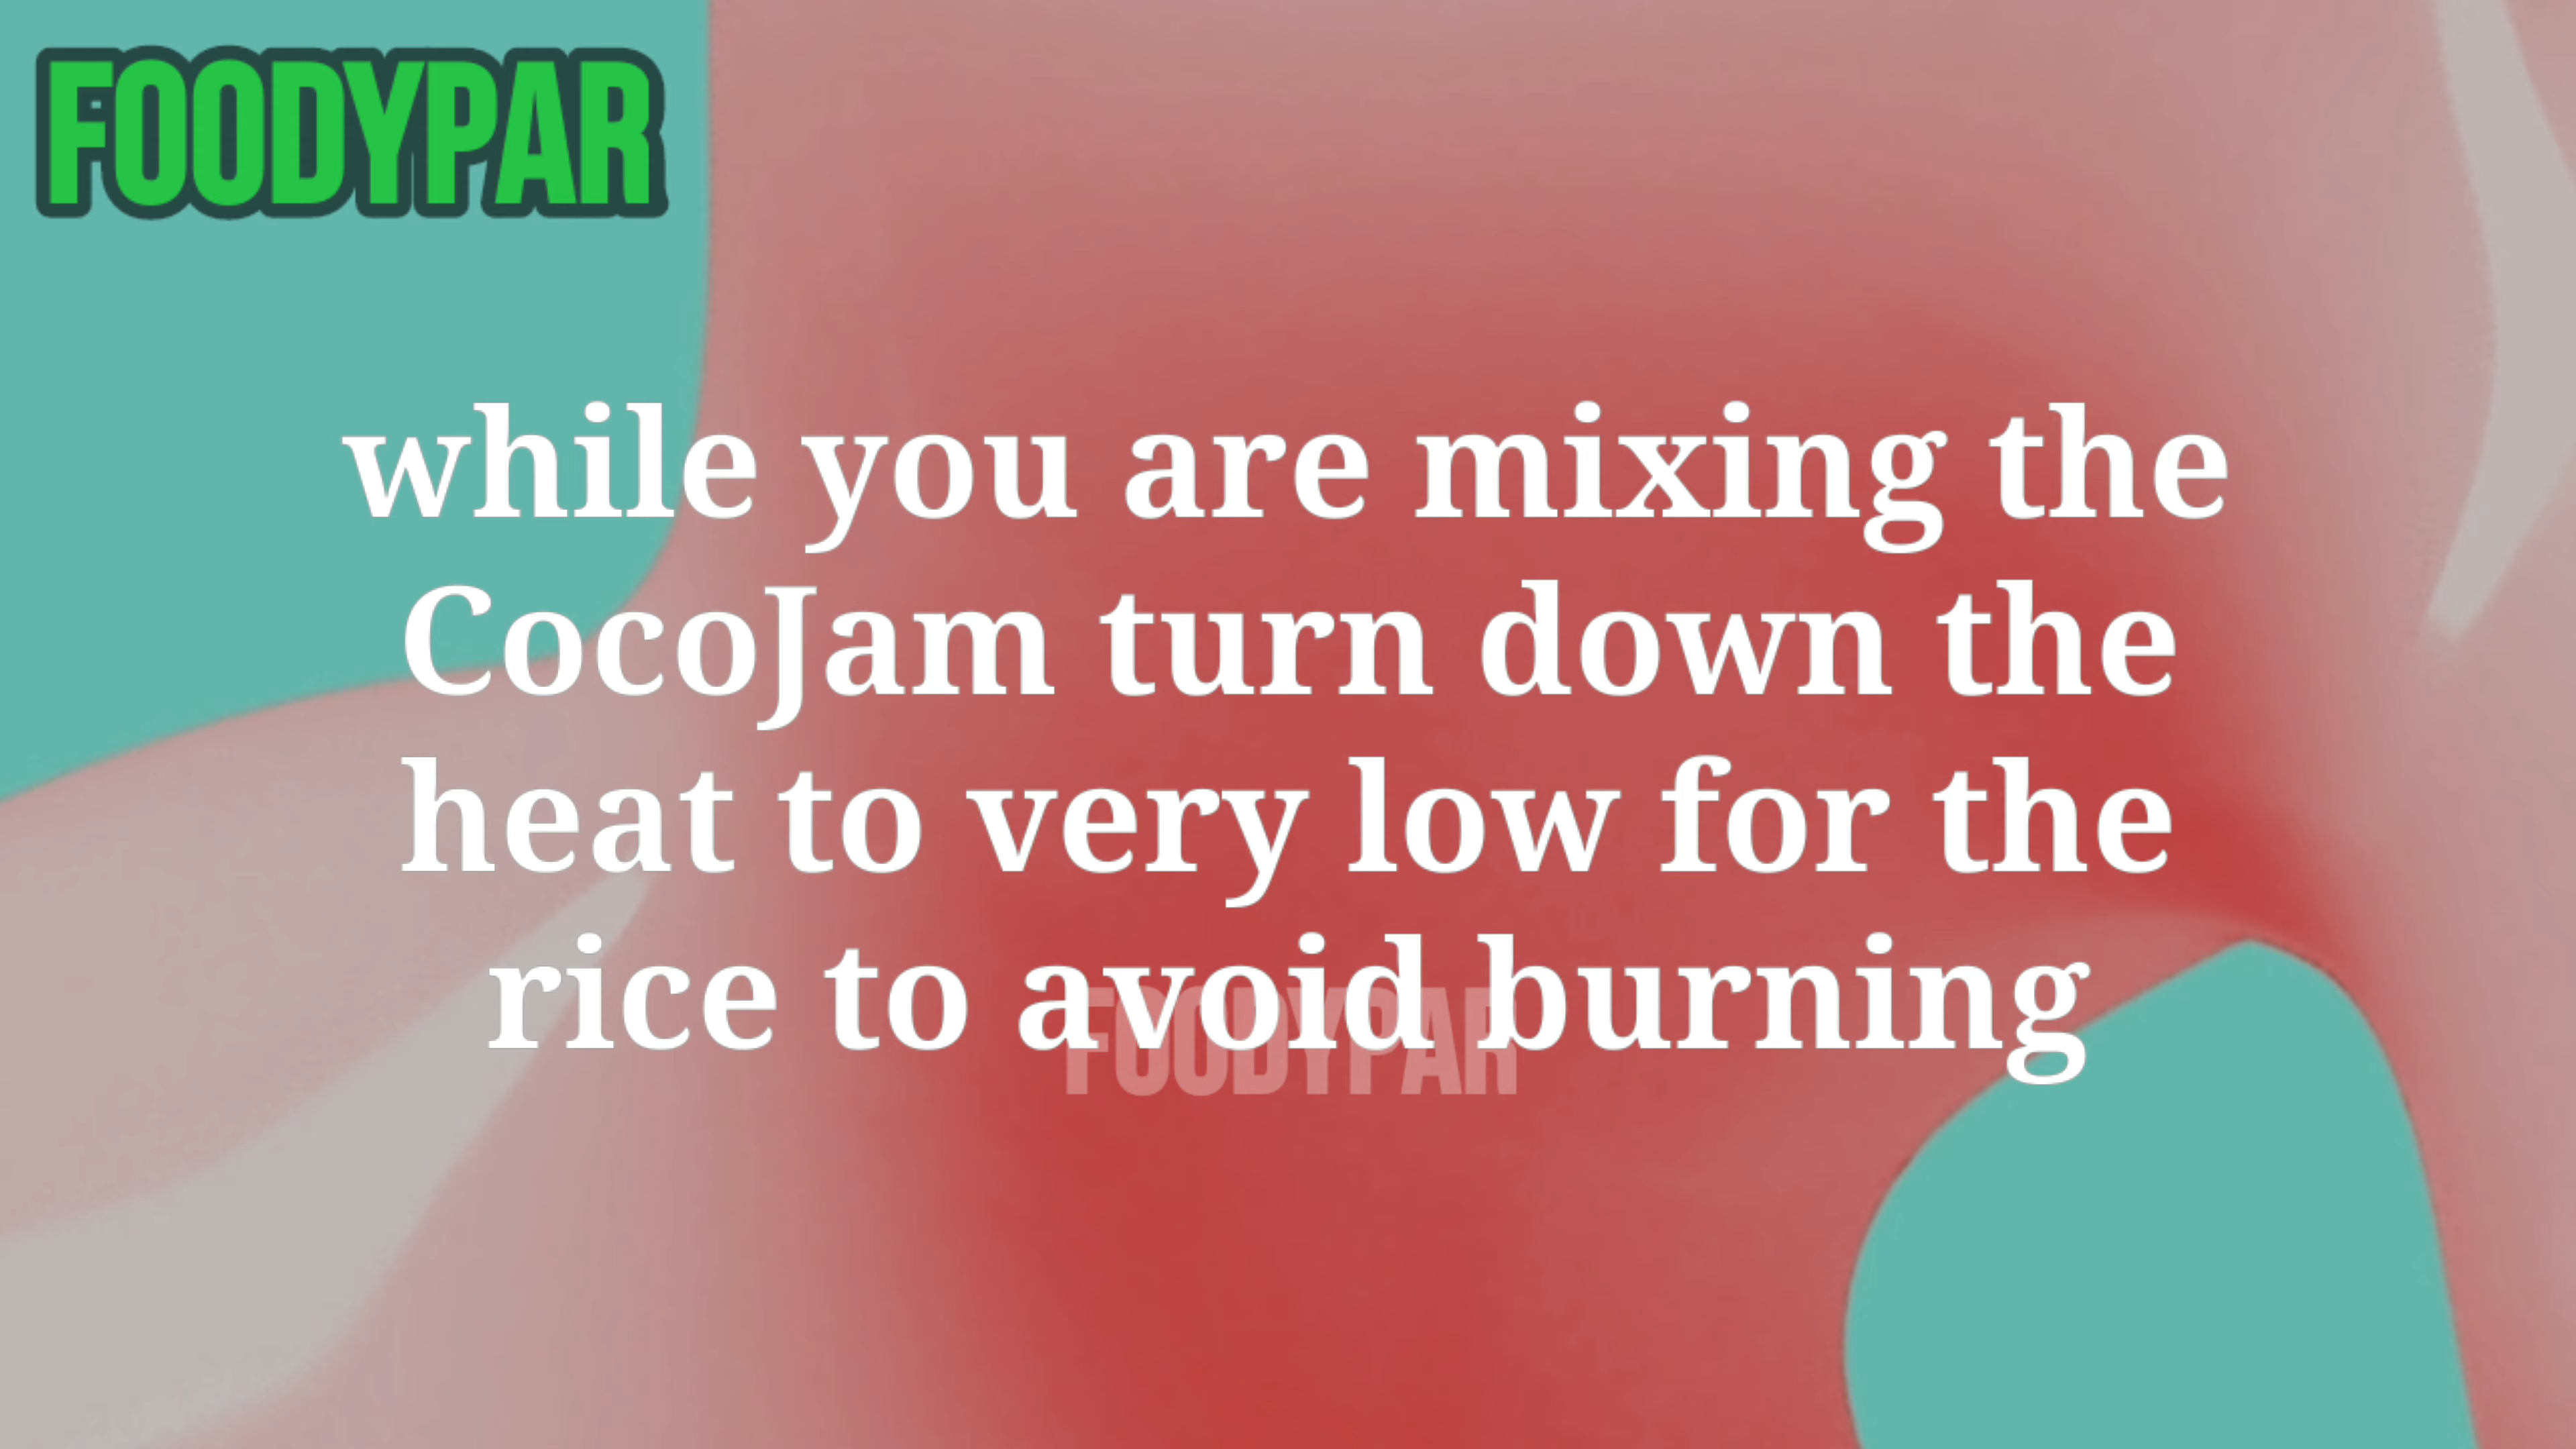 FOODYPAR
while you are mixing the
CocoJam turn down the
heat to very low for the
rice to avoid burning
FOODYPAR